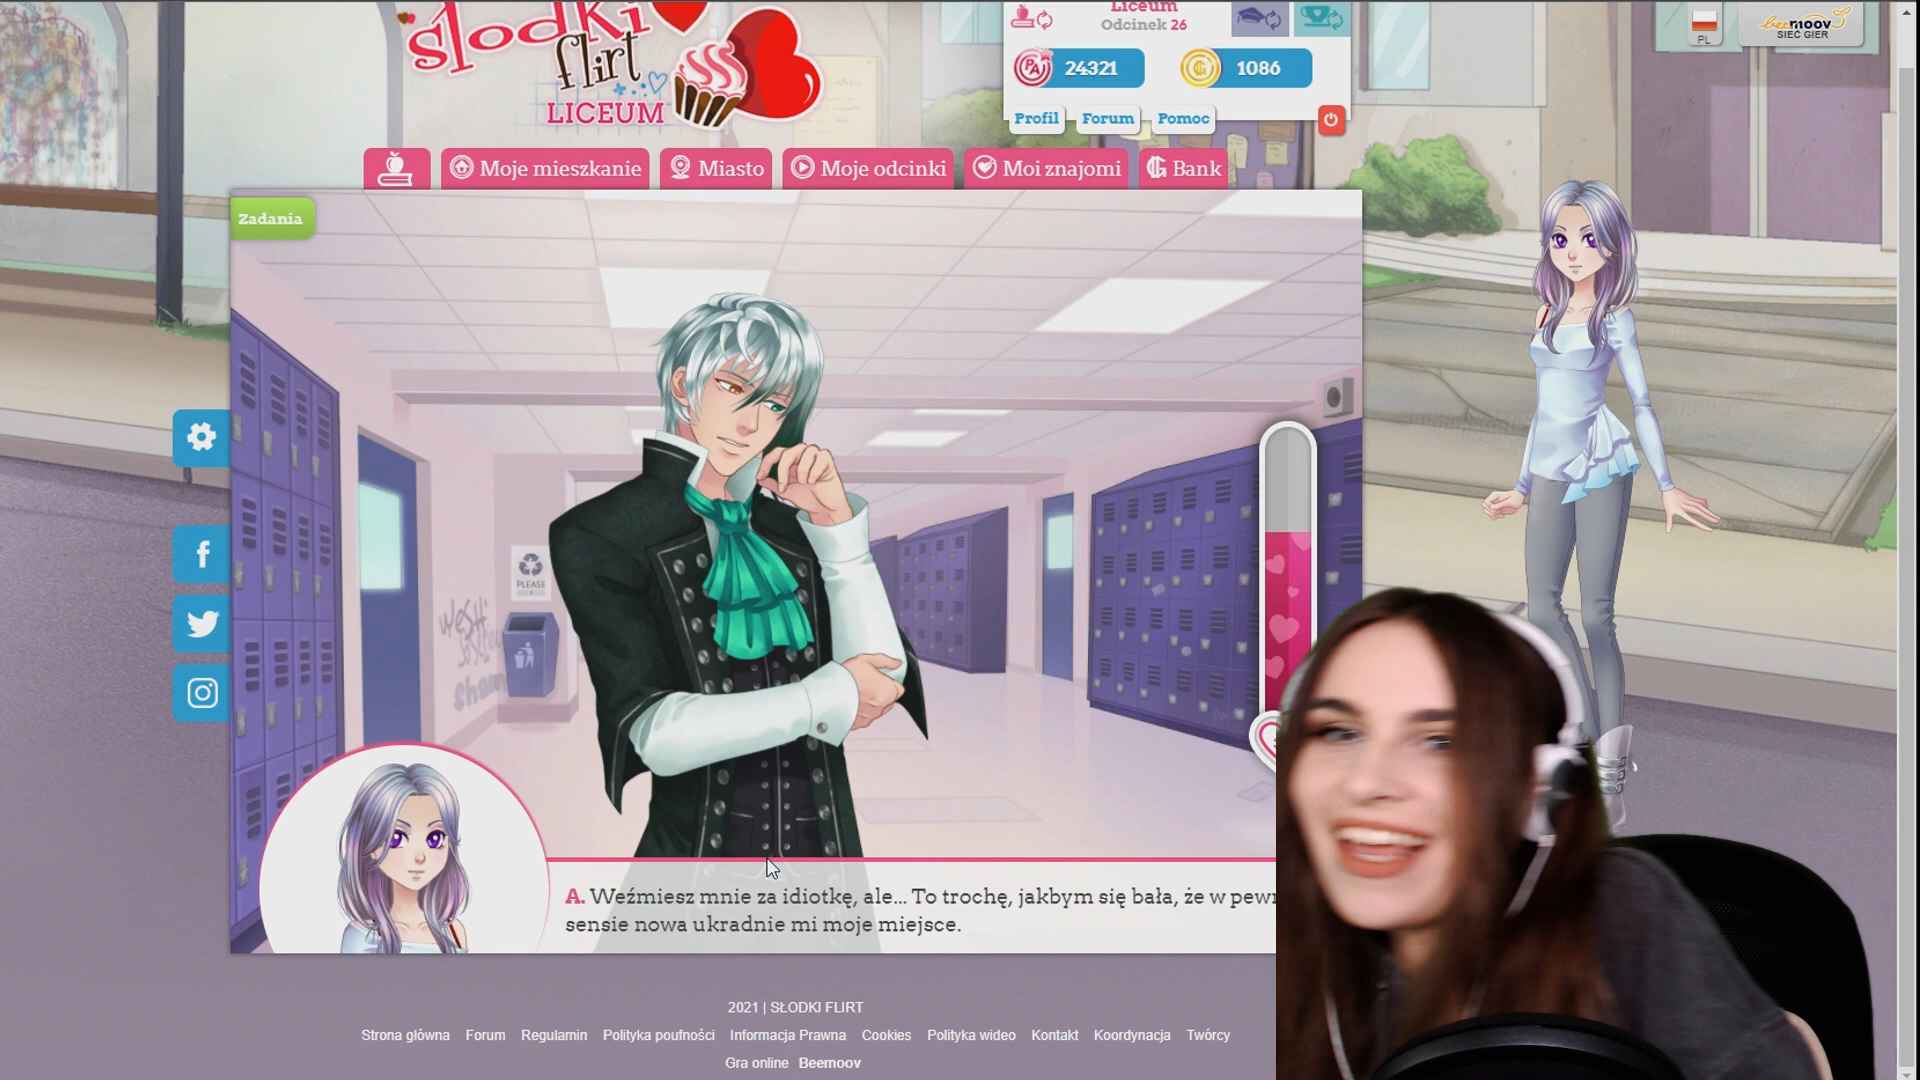 słodki
flirt
LICEUM
Liceum
Odcinek 26
PA
24321
1086
Profil
Forum
Pomoc
PL
beemoov
SIEĆ GIER
Moje mieszkanie
Miasto
Moje odcinki
Moi znajomi
Bank
Zadania
PLEASE
A. Weźmiesz mnie za idiotkę, ale... To trochę, jakbym się bała, że w pewn
sensie nowa ukradnie mi moje miejsce.
2021 | SŁODKI FLIRT
Strona główna Forum Regulamin Polityka poufności Informacja Prawna Cookies Polityka wideo Kontakt Koordynacja Twórcy
Gra online Beemoov